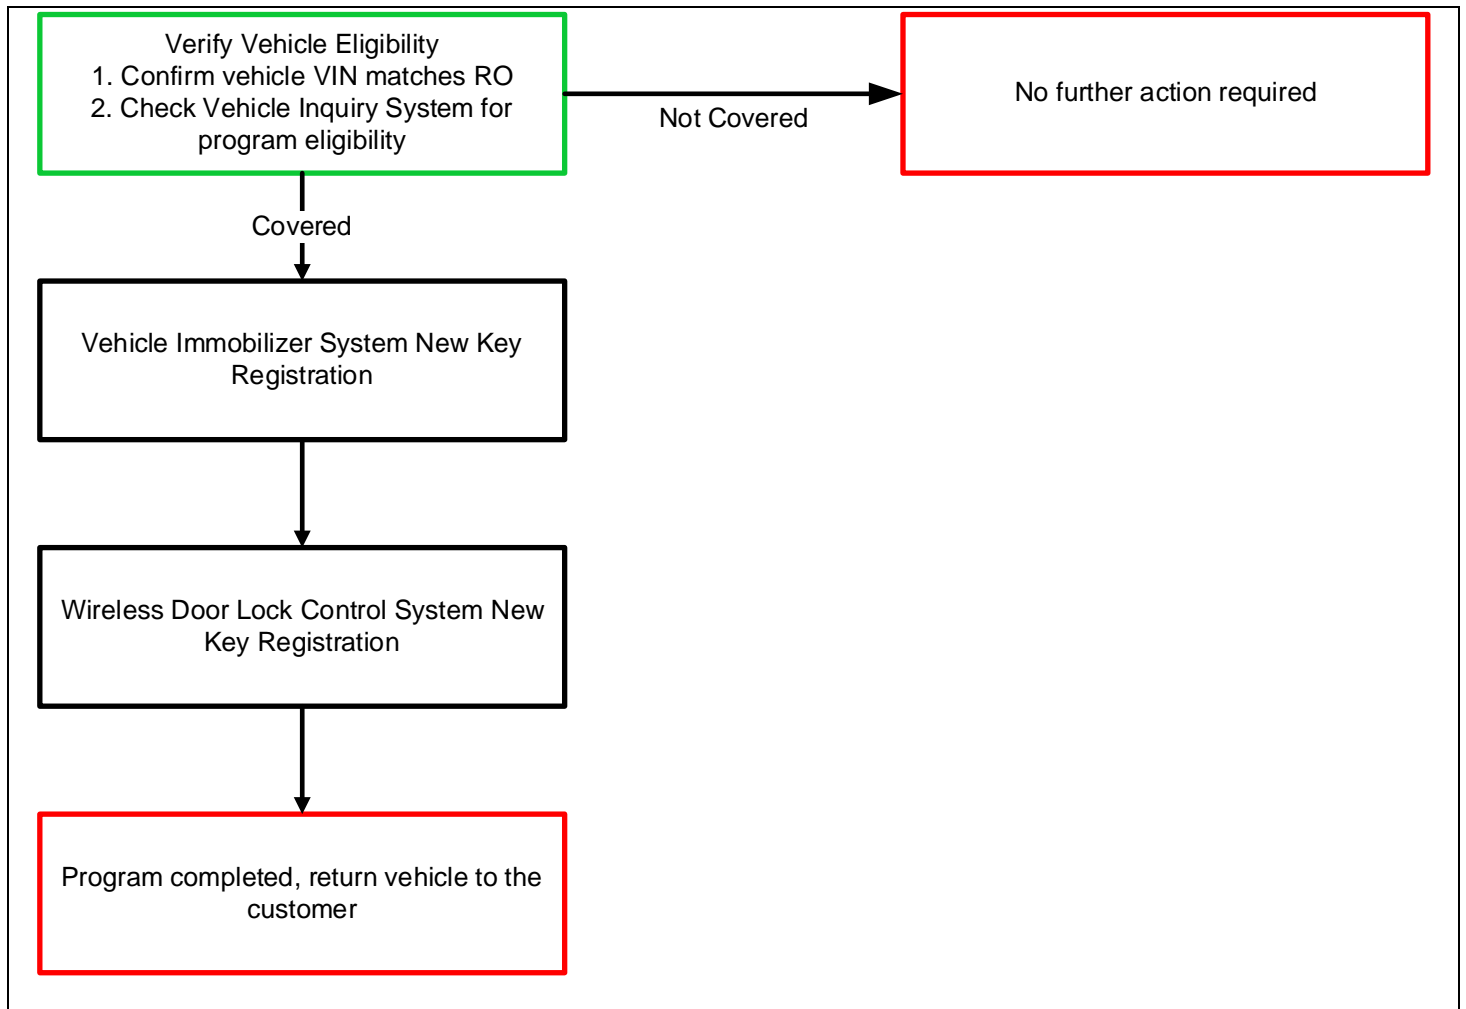 Verify Vehicle Eligibility
1. Confirm vehicle VIN matches RO
2. Check Vehicle Inquiry System for
program eligibility
Not Covered
No further action required
Covered
Vehicle Immobilizer System New Key
Registration
Wireless Door Lock Control System New
Key Registration
Program completed, return vehicle to the
customer